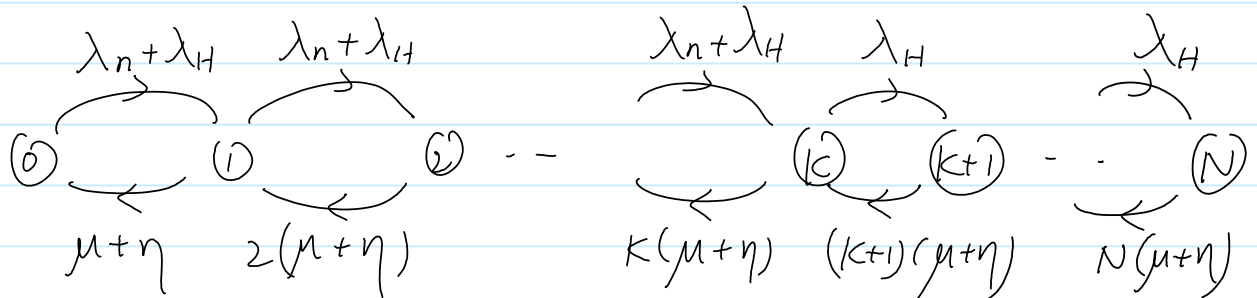 λn+λH λn+λH λn+λH λH λH
0 1 2 -- K K+1 - - N
μ+η 2(μ+η) K(μ+η) (K+1)(μ+η) N(μ+η)